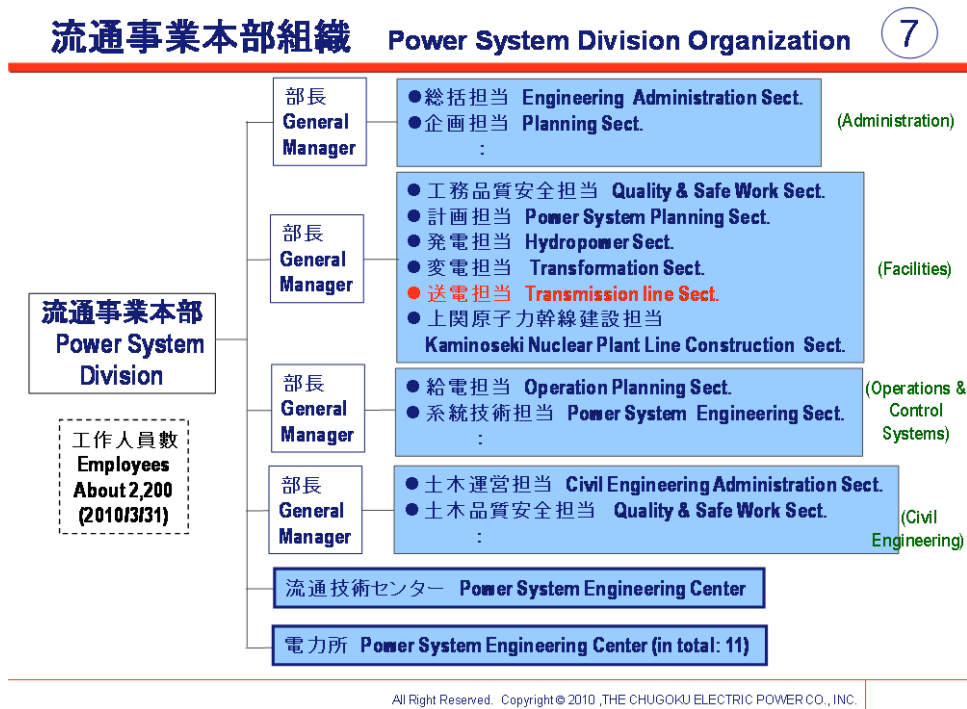 流通事業本部組織 Power System Division Organization 7
部長
General
Manager
●総括担当 Engineering Administration Sect.
●企画担当 Planning Sect.
:
(Administration)
部長
General
Manager
● 工務品質安全担当 Quality & Safe Work Sect.
● 計画担当 Power System Planning Sect.
● 発電担当 Hydropower Sect.
● 変電担当 Transformation Sect.
● 送電担当 Transmission line Sect.
● 上関原子力幹線建設担当
Kaminoseki Nuclear Plant Line Construction Sect.
(Facilities)
流通事業本部
Power System
Division
工作人員數
Employees
About 2,200
(2010/3/31)
部長
General
Manager
● 給電担当 Operation Planning Sect.
● 系統技術担当 Power System Engineering Sect.
:
(Operations &
Control
Systems)
部長
General
Manager
● 土木運営担当 Civil Engineering Administration Sect.
● 土木品質安全担当 Quality & Safe Work Sect.
:
(Civil
Engineering)
流通技術センター Power System Engineering Center
電力所 Power System Engineering Center (in total: 11)
All Right Reserved. Copyright © 2010 ,THE CHUGOKU ELECTRIC POWER CO., INC.